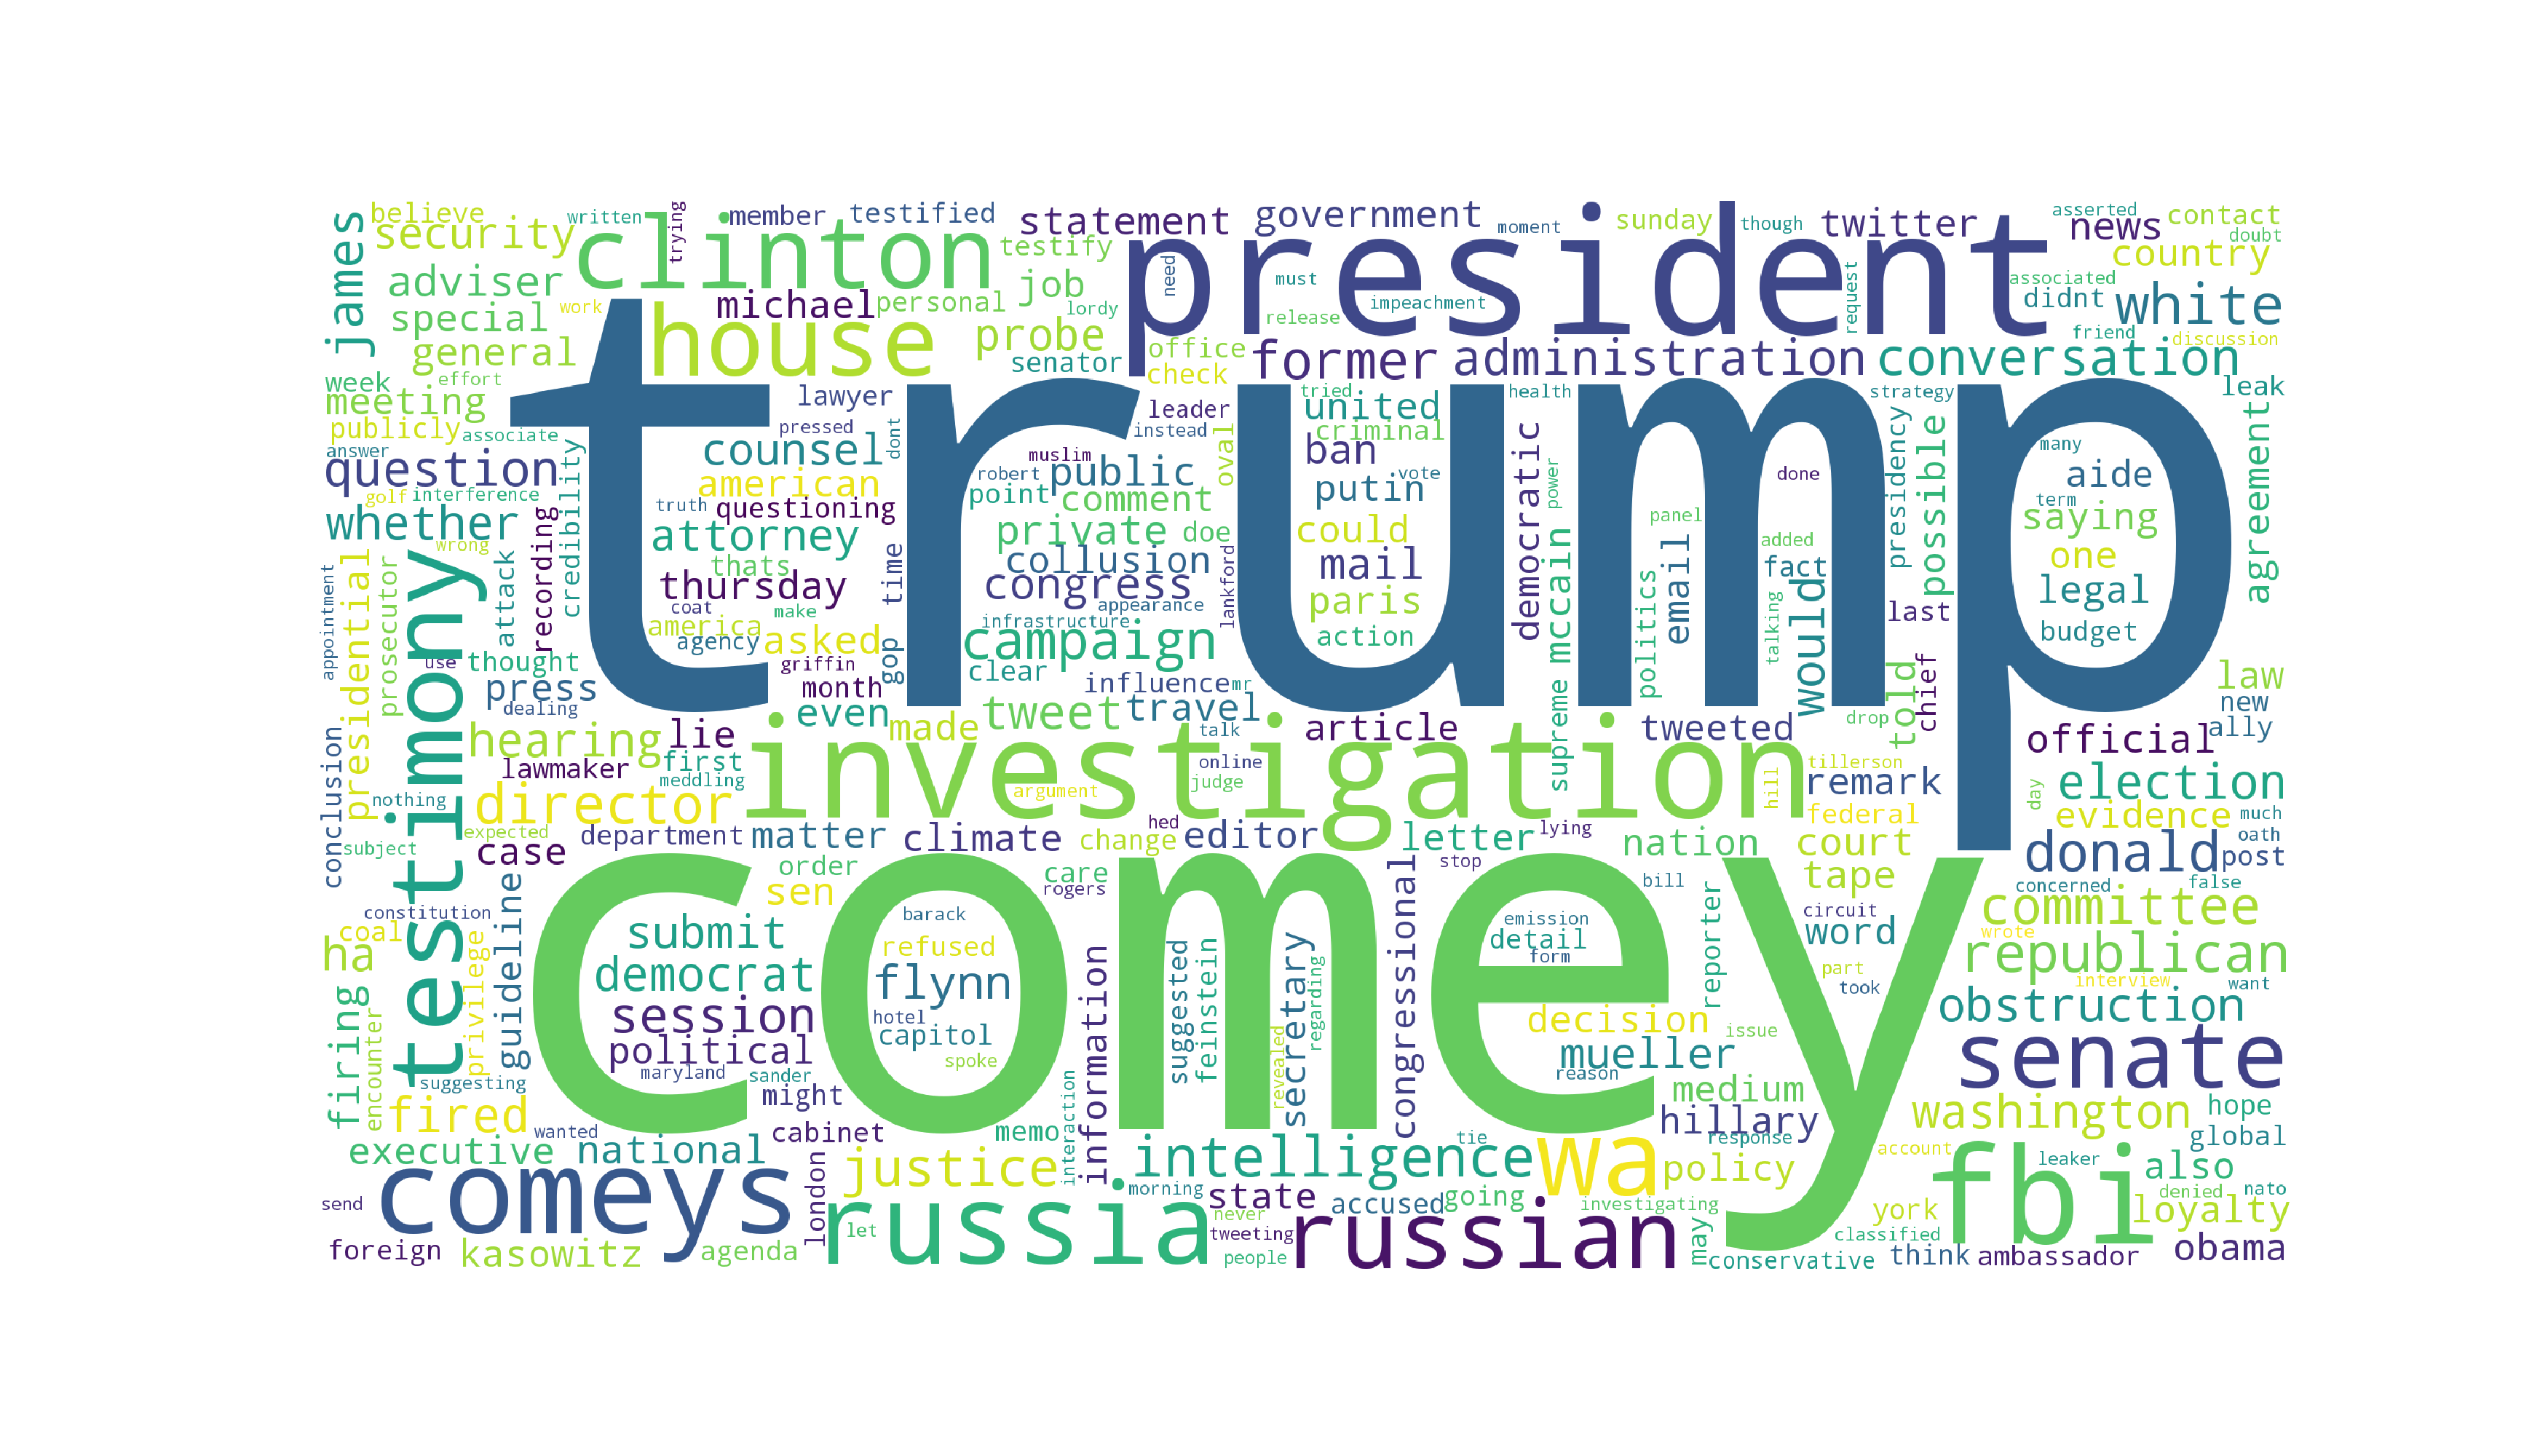 believe
written
trying
member
testified
statement
government
moment
sunday
though
twitter
asserted
news
contact
doubt
james
security
clinton
testify
president
need
must
impeachment
release
request
country
associated
didnt
white
adviser
special
work
michael
personal
job
lordy
general
house
probe
senator
office
check
former
administration
conversation
friend
discussion
week
effort
meeting
publicly
associate
answer
trump
lawyer
pressed
counsel
dont
leader
instead
oval
tried
united
criminal
health
ban
putin
vote
democratic
power
strategy
presidency
possible
leak
agreement
many
aide
term
saying
one
legal
budget
question
golf
interference
whether
wrong
credibility
recording
attack
american
truth
questioning
attorney
thats
thursday
coat
make
america
agency
asked
time
gop
griffin
month
muslim
robert
public
point
comment
private
doe
collusion
congress
appearance
infrastructure
campaign
clear
influence
mr
lankford
could
mail
paris
action
mccain
supreme
email
politics
panel
done
added
fact
talking
would
last
told
chief
drop
appointment
presidential
prosecutor
testimony
use
thought
press
dealing
hearing
lie
lawmaker
first
meddling
even
made
tweet
travel
talk
article
tweeted
law
new
ally
official
conclusion
nothing
director
expected
investigation
online
judge
argument
hill
tillerson
remark
federal
day
election
evidence
much
oath
subject
case
department
matter
climate
change
hed
editor
letter
lying
nation
court
donald
post
order
care
sen
rogers
stop
congressional
bill
tape
concerned
false
constitution
coal
ha
guideline
privilege
comey
submit
democrat
session
political
maryland
sander
might
barack
refused
flynn
hotel
capitol
spoke
information
suggested
feinstein
secretary
regarding
revealed
emission
detail
form
decision
mueller
reason
reporter
issue
medium
circuit
word
part
took
committee
wrote
republican
interview
want
obstruction
senate
firing
encounter
suggesting
fired
wanted
executive
national
cabinet
memo
interaction
intelligence
tie
wa
hillary
response
policy
washington
hope
global
account
fbi
leaker
also
denied
nato
loyalty
send
comeys
london
justice
russia
let
morning
state
never
tweeting
people
accused
going
russian
investigating
may
conservative
york
classified
think
ambassador
obama
foreign
kasowitz
agenda